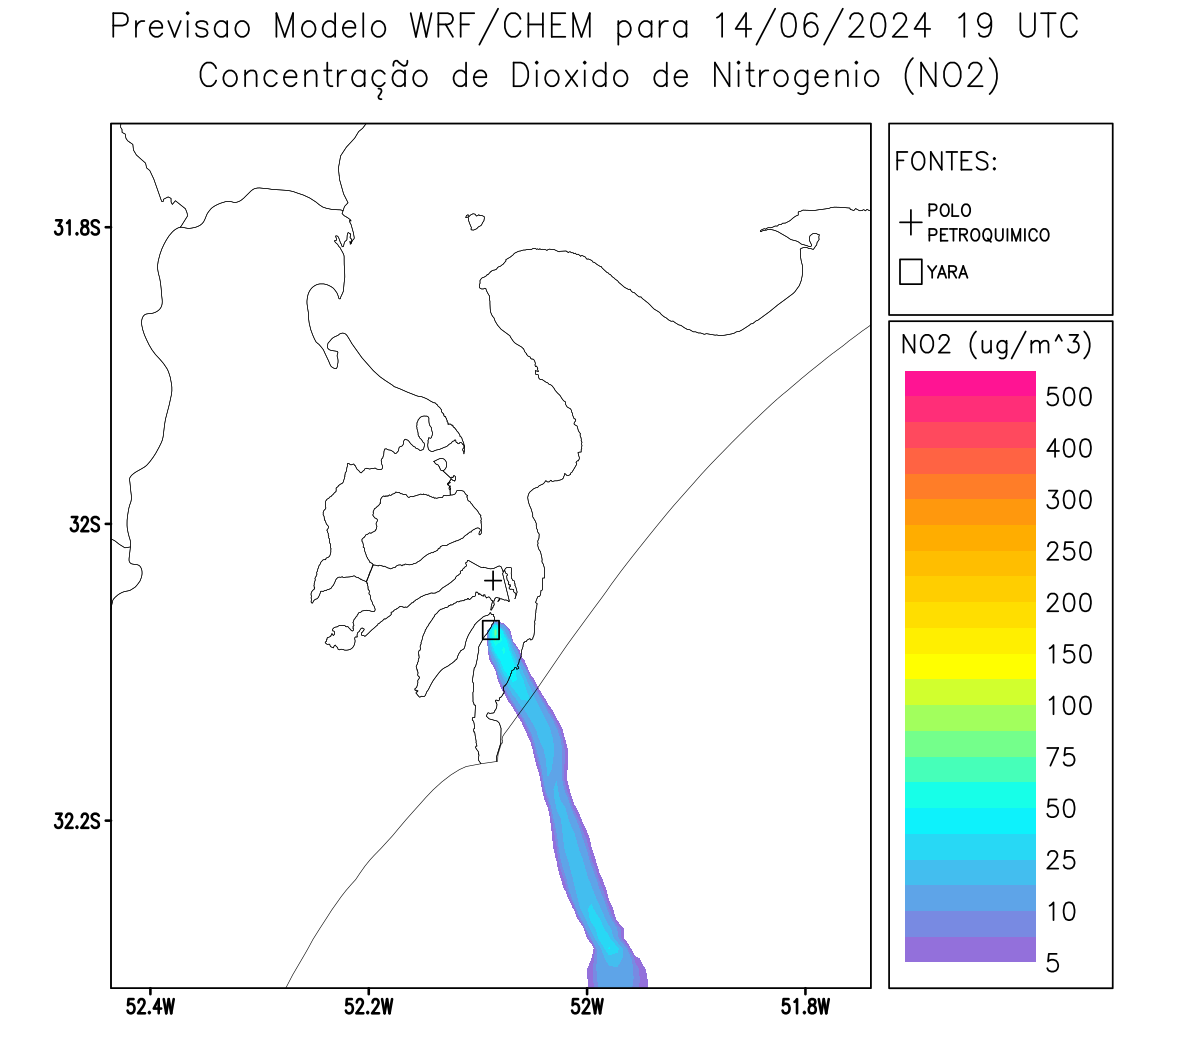 Previsao Modelo WRF/CHEM para 14/06/2024 19 UTC
Concentração de Dioxido de Nitrogenio (NO2)
FONTES:
POLO
PETROQUIMICO
YARA
31.8S
32S
32.2S
52.4W
52.2W
52W
51.8W
NO2 (ug/m^3)
500
400
300
250
200
150
100
75
50
25
10
5